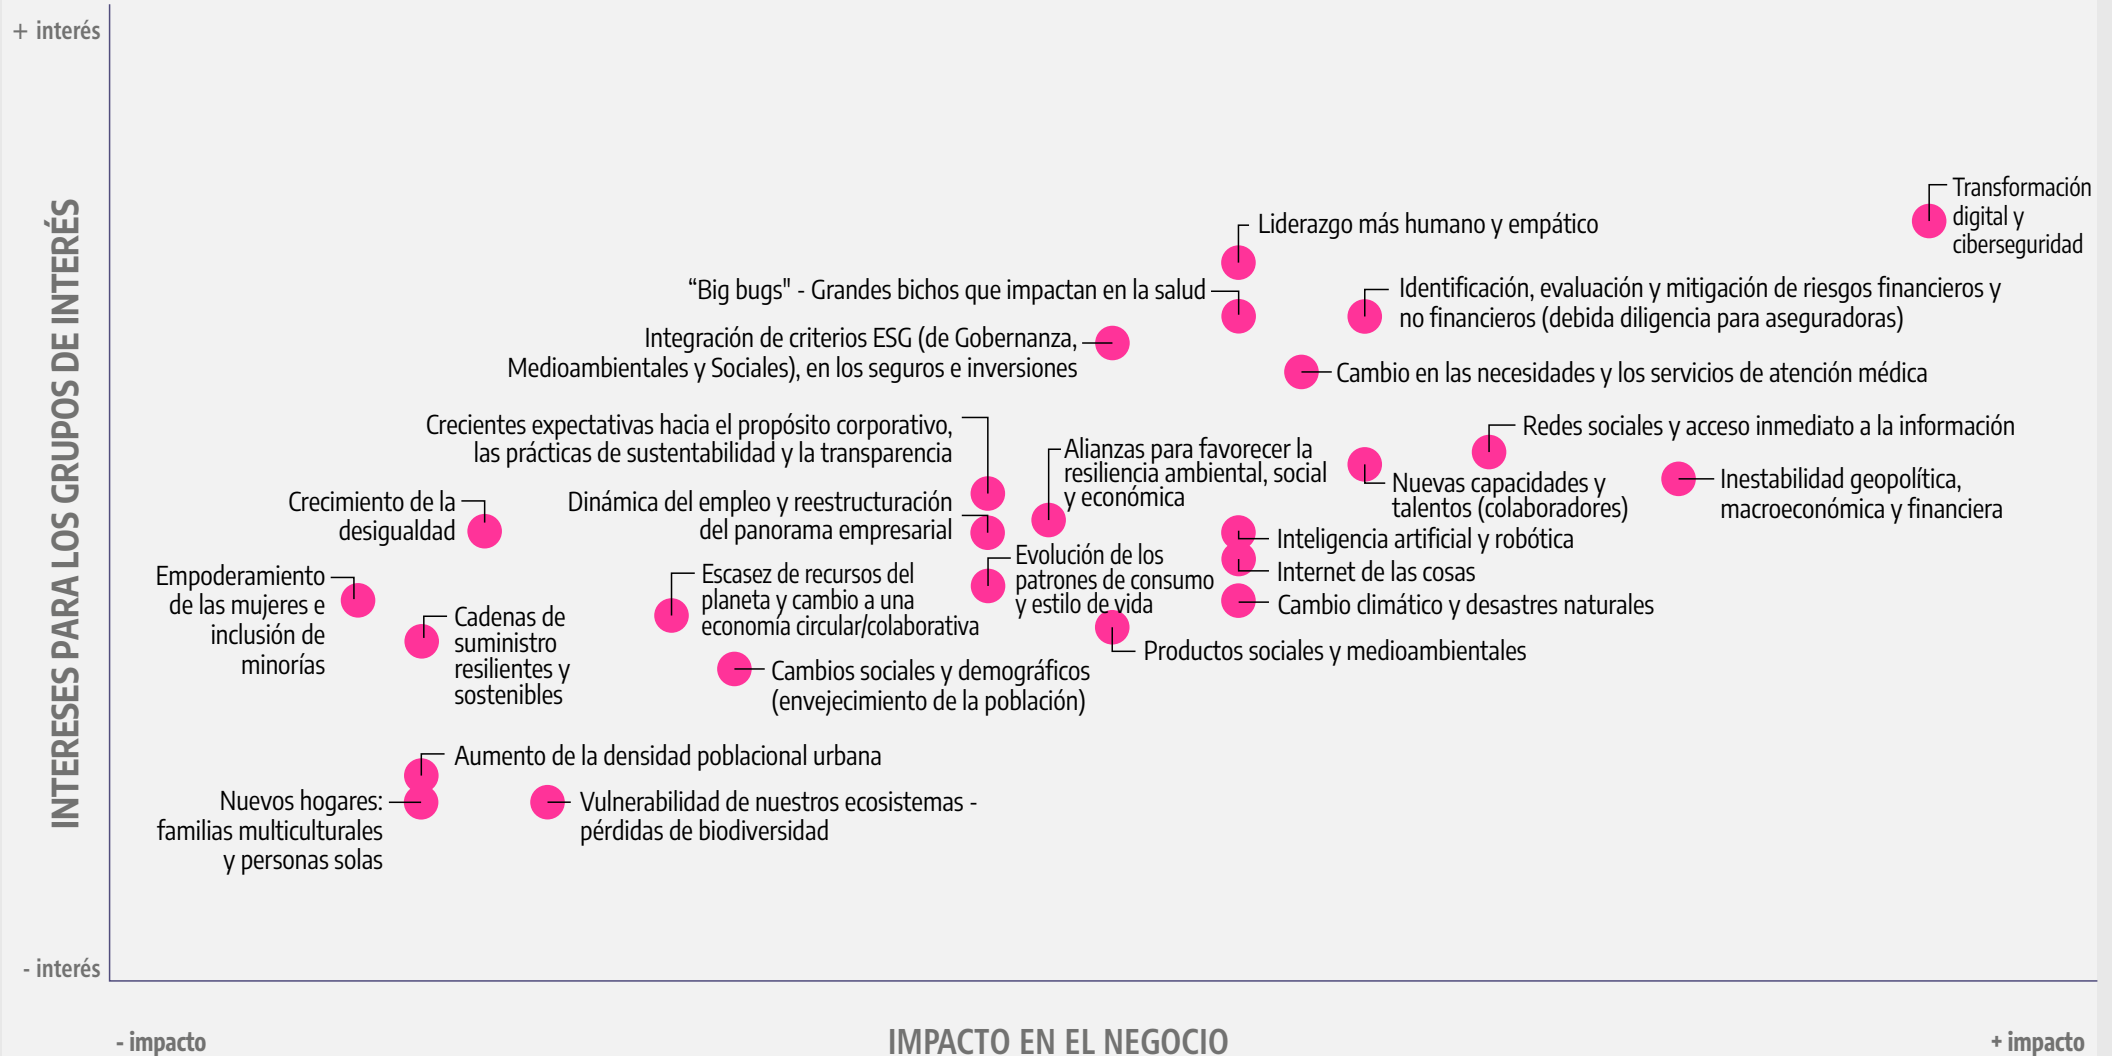 + interés
INTERESES PARA LOS GRUPOS DE INTERÉS
- interés
Transformación
digital y
ciberseguridad
Liderazgo más humano y empático
“Big bugs" - Grandes bichos que impactan en la salud
Identificación, evaluación y mitigación de riesgos financieros y
no financieros (debida diligencia para aseguradoras)
Integración de criterios ESG (de Gobernanza,
Medioambientales y Sociales), en los seguros e inversiones
Cambio en las necesidades y los servicios de atención médica
Crecientes expectativas hacia el propósito corporativo,
las prácticas de sustentabilidad y la transparencia
Alianzas para favorecer la
resiliencia ambiental, social
y económica
Redes sociales y acceso inmediato a la información
Nuevas capacidades y
talentos (colaboradores)
Inestabilidad geopolítica,
macroeconómica y financiera
Crecimiento de la
desigualdad
Dinámica del empleo y reestructuración
del panorama empresarial
Inteligencia artificial y robótica
Internet de las cosas
Cambio climático y desastres naturales
Evolución de los
patrones de consumo
y estilo de vida
Empoderamiento
de las mujeres e
inclusión de
minorías
Cadenas de
suministro
resilientes y
sostenibles
Escasez de recursos del
planeta y cambio a una
economía circular/colaborativa
Productos sociales y medioambientales
Cambios sociales y demográficos
(envejecimiento de la población)
Aumento de la densidad poblacional urbana
Nuevos hogares:
familias multiculturales
y personas solas
Vulnerabilidad de nuestros ecosistemas -
pérdidas de biodiversidad
- impacto
IMPACTO EN EL NEGOCIO
+ impacto